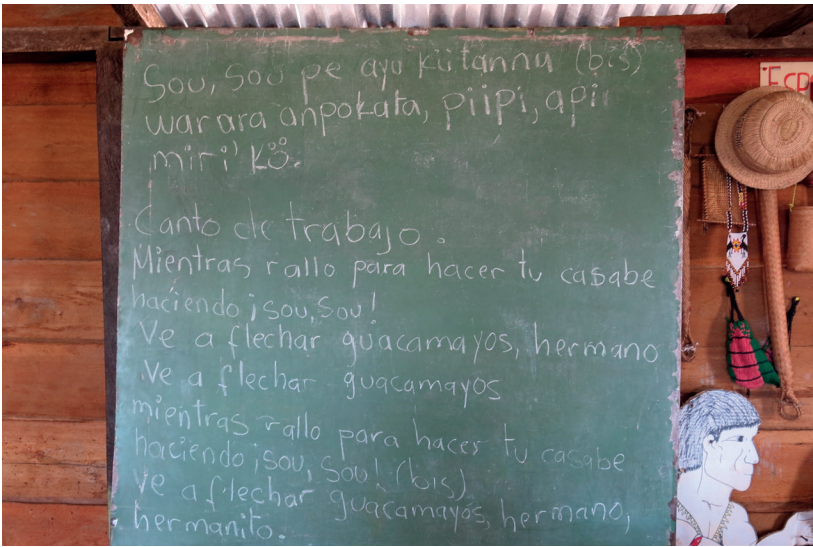 Sou, sou pe ayu küitannu (bis)
warara anpokata, piipi, api
miri' kö.
Canto de trabajo.
Mientras rallo para hacer tu casabe
haciendo ¡sou, sou!
Ve a flechar guacamayos, hermano
Ve a flechar guacamayos
mientras rallo para hacer tu casabe
haciendo ¡sou, sou! (bis)
Ve a flechar guacamayos, hermano,
hermanito.